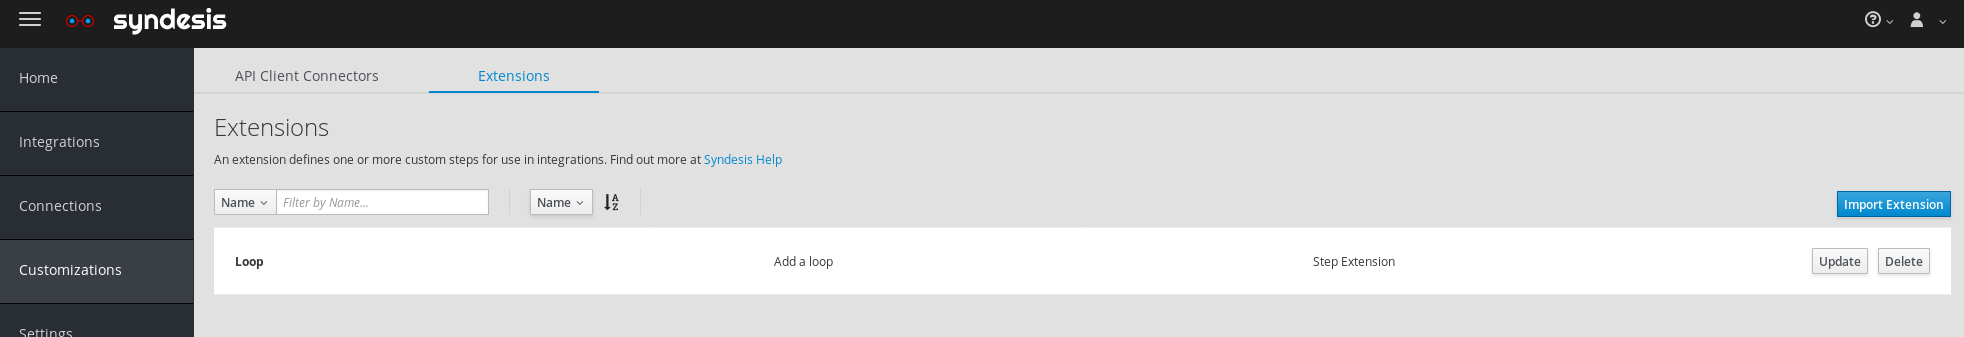 syndesis
Home
Integrations
Connections
Customizations
Settings
API Client Connectors Extensions
Extensions
An extension defines one or more custom steps for use in integrations. Find out more at Syndesis Help
Name Filter by Name... Name A Z Import Extension
Loop Add a loop Step Extension Update Delete